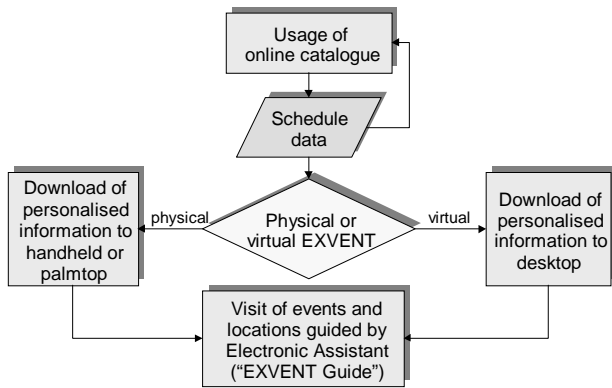 Usage of
online catalogue
Schedule
data
Download of
personalised
information to
handheld or
palmtop
physical
Physical or
virtual EXVENT
virtual
Download of
personalised
information to
desktop
Visit of events and
locations guided by
Electronic Assistant
(“EXVENT Guide”)